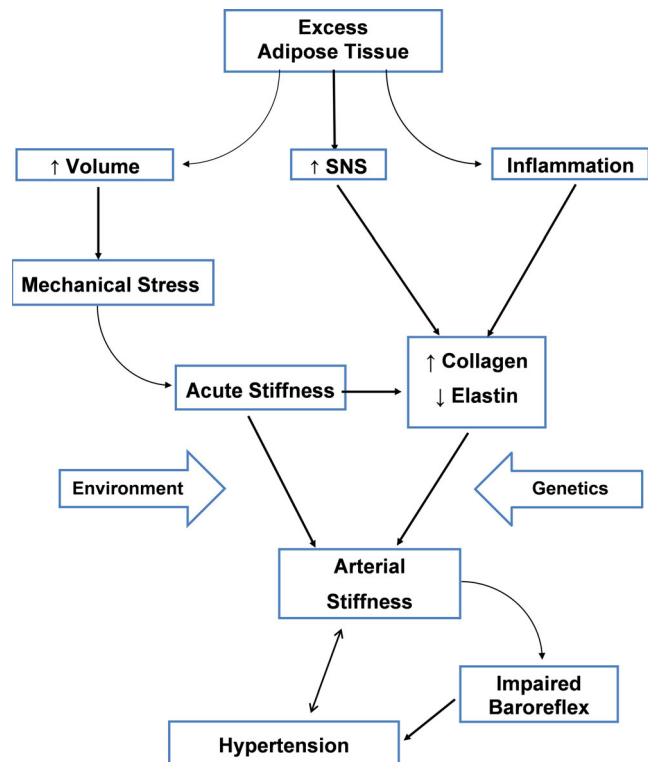 Excess
Adipose Tissue
↑ Volume
↑ SNS
Inflammation
Mechanical Stress
↑ Collagen
↓ Elastin
Acute Stiffness
Environment
Genetics
Arterial
Stiffness
Impaired
Baroreflex
Hypertension